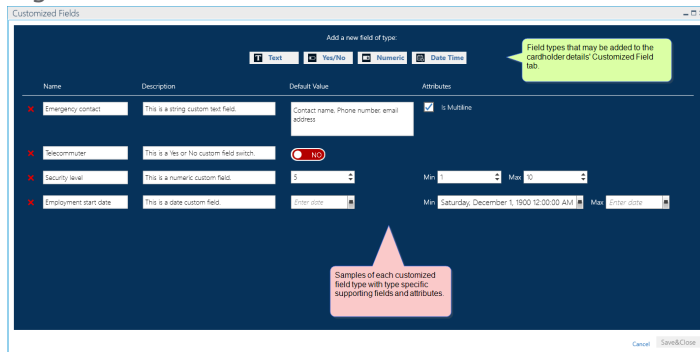 Customized Fields
Add a new field of type:
Text Yes/No Numeric Date Time
Field types that may be added to the
cardholder details' Customized Field
tab.
Name Description Default Value Attributes
Emergency contact This is a string custom text field. Contact name. Phone number, email
address
Is Multiline
Telecommuter This is a Yes or No custom field switch. NO
Security level This is a numeric custom field. 5 Min 1 Max 10
Employment start date This is a date custom field. Enter date Min Saturday, December 1, 1900 12:00:00 AM Max Enter date
Samples of each customized
field type with type specific
supporting fields and attributes.
Cancel Save&Close